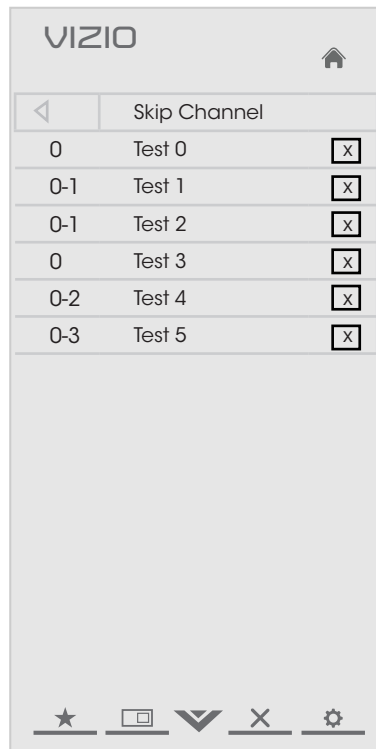 VIZIO
Skip Channel
0 Test 0 X
0-1 Test 1 X
0-1 Test 2 X
0 Test 3 X
0-2 Test 4 X
0-3 Test 5 X